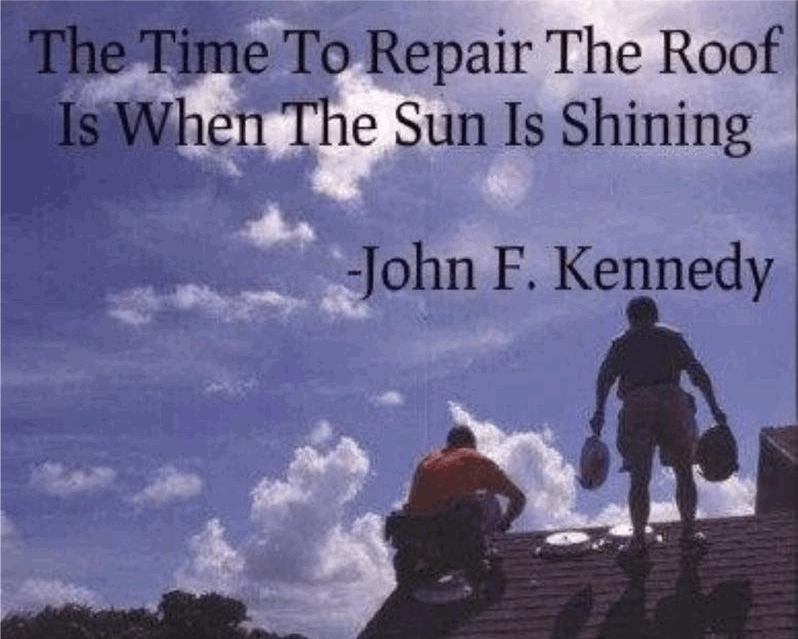 The Time To Repair The Roof
Is When The Sun Is Shining
-John F. Kennedy